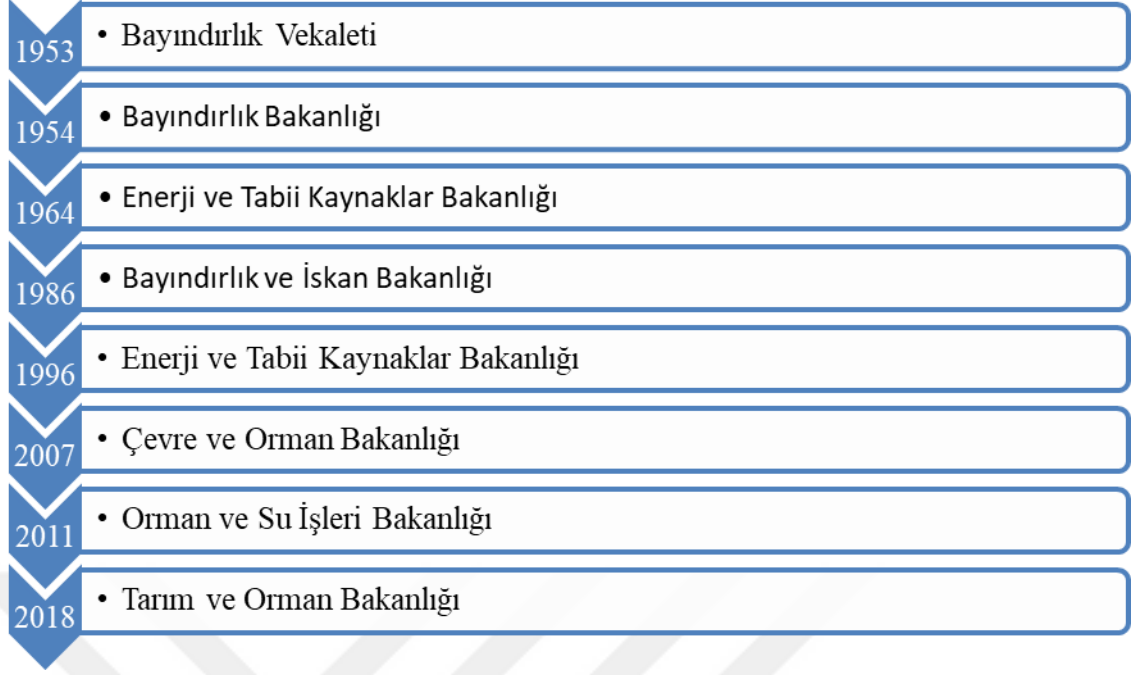 1953 • Bayındırlık Vekaleti
1954 • Bayındırlık Bakanlığı
1964 • Enerji ve Tabii Kaynaklar Bakanlığı
1986 • Bayındırlık ve İskan Bakanlığı
1996 • Enerji ve Tabii Kaynaklar Bakanlığı
2007 • Çevre ve Orman Bakanlığı
2011 • Orman ve Su İşleri Bakanlığı
2018 • Tarım ve Orman Bakanlığı